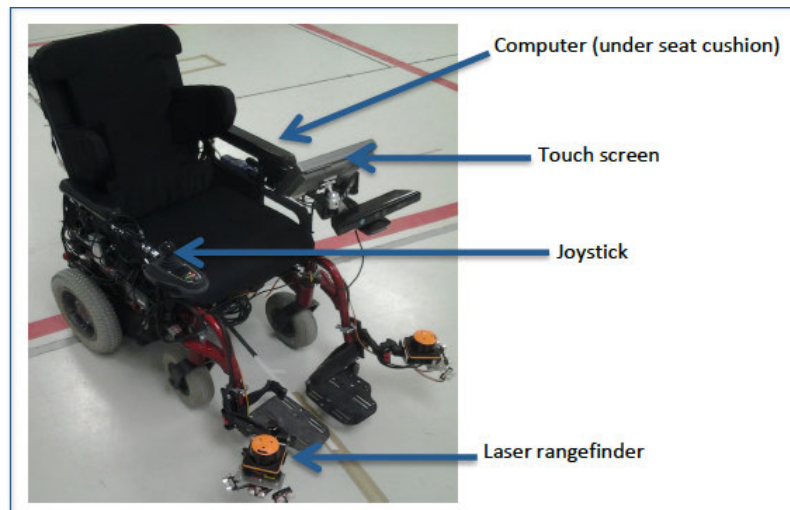 Computer (under seat cushion)
Touch screen
Joystick
Laser rangefinder